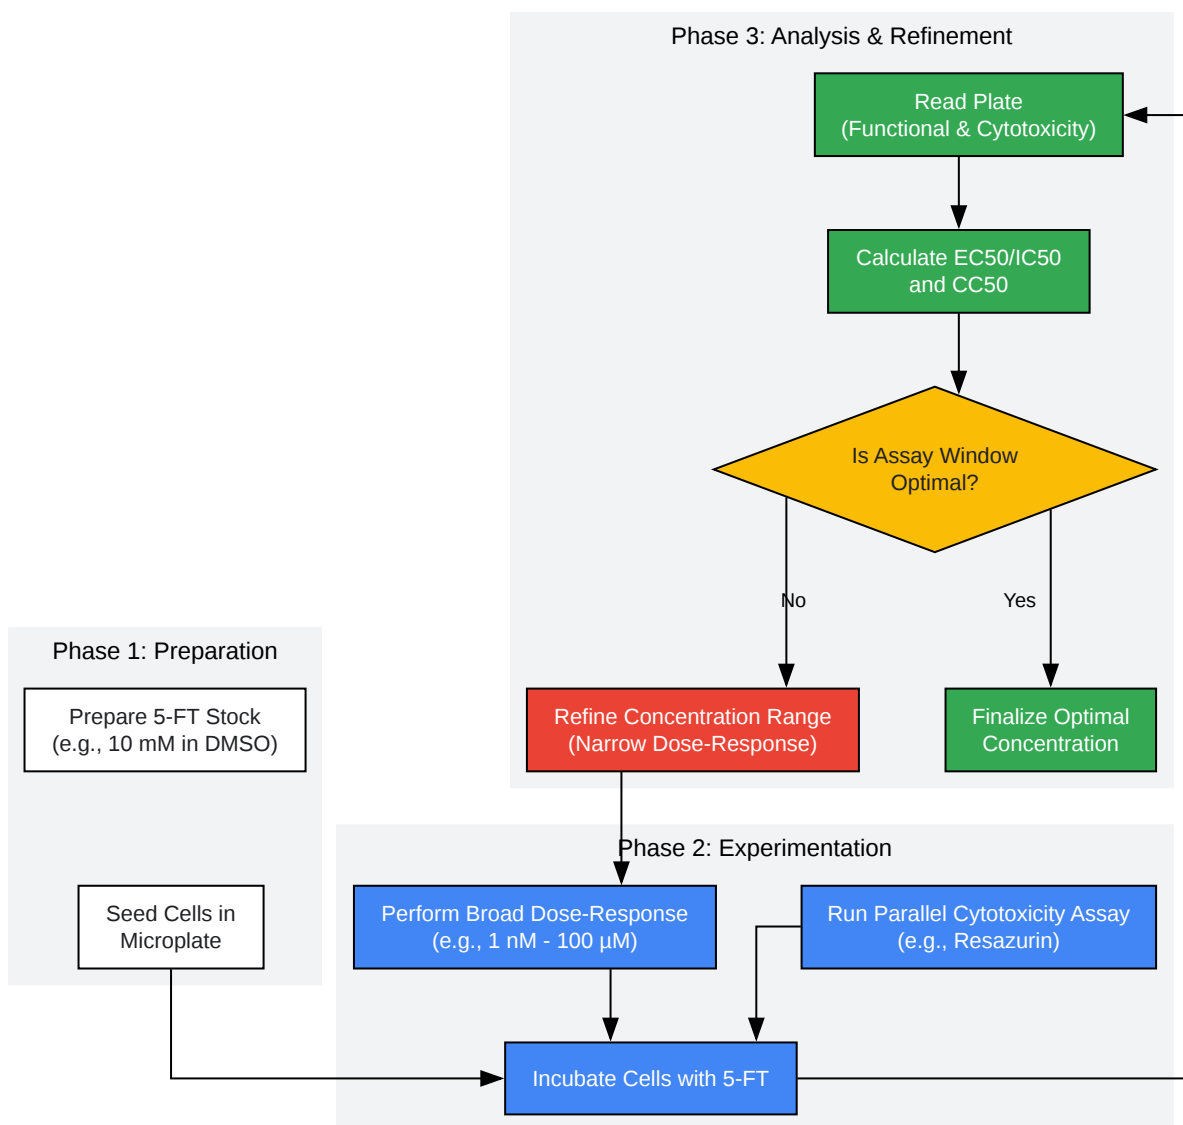 Phase 3: Analysis & Refinement
Read Plate
(Functional & Cytotoxicity)
Calculate EC50/IC50
and CC50
Is Assay Window
Optimal?
No
Yes
Phase 1: Preparation
Prepare 5-FT Stock
(e.g., 10 mM in DMSO)
Refine Concentration Range
(Narrow Dose-Response)
Finalize Optimal
Concentration
Phase 2: Experimentation
Seed Cells in
Microplate
Perform Broad Dose-Response
(e.g., 1 nM - 100 µM)
Run Parallel Cytotoxicity Assay
(e.g., Resazurin)
Incubate Cells with 5-FT